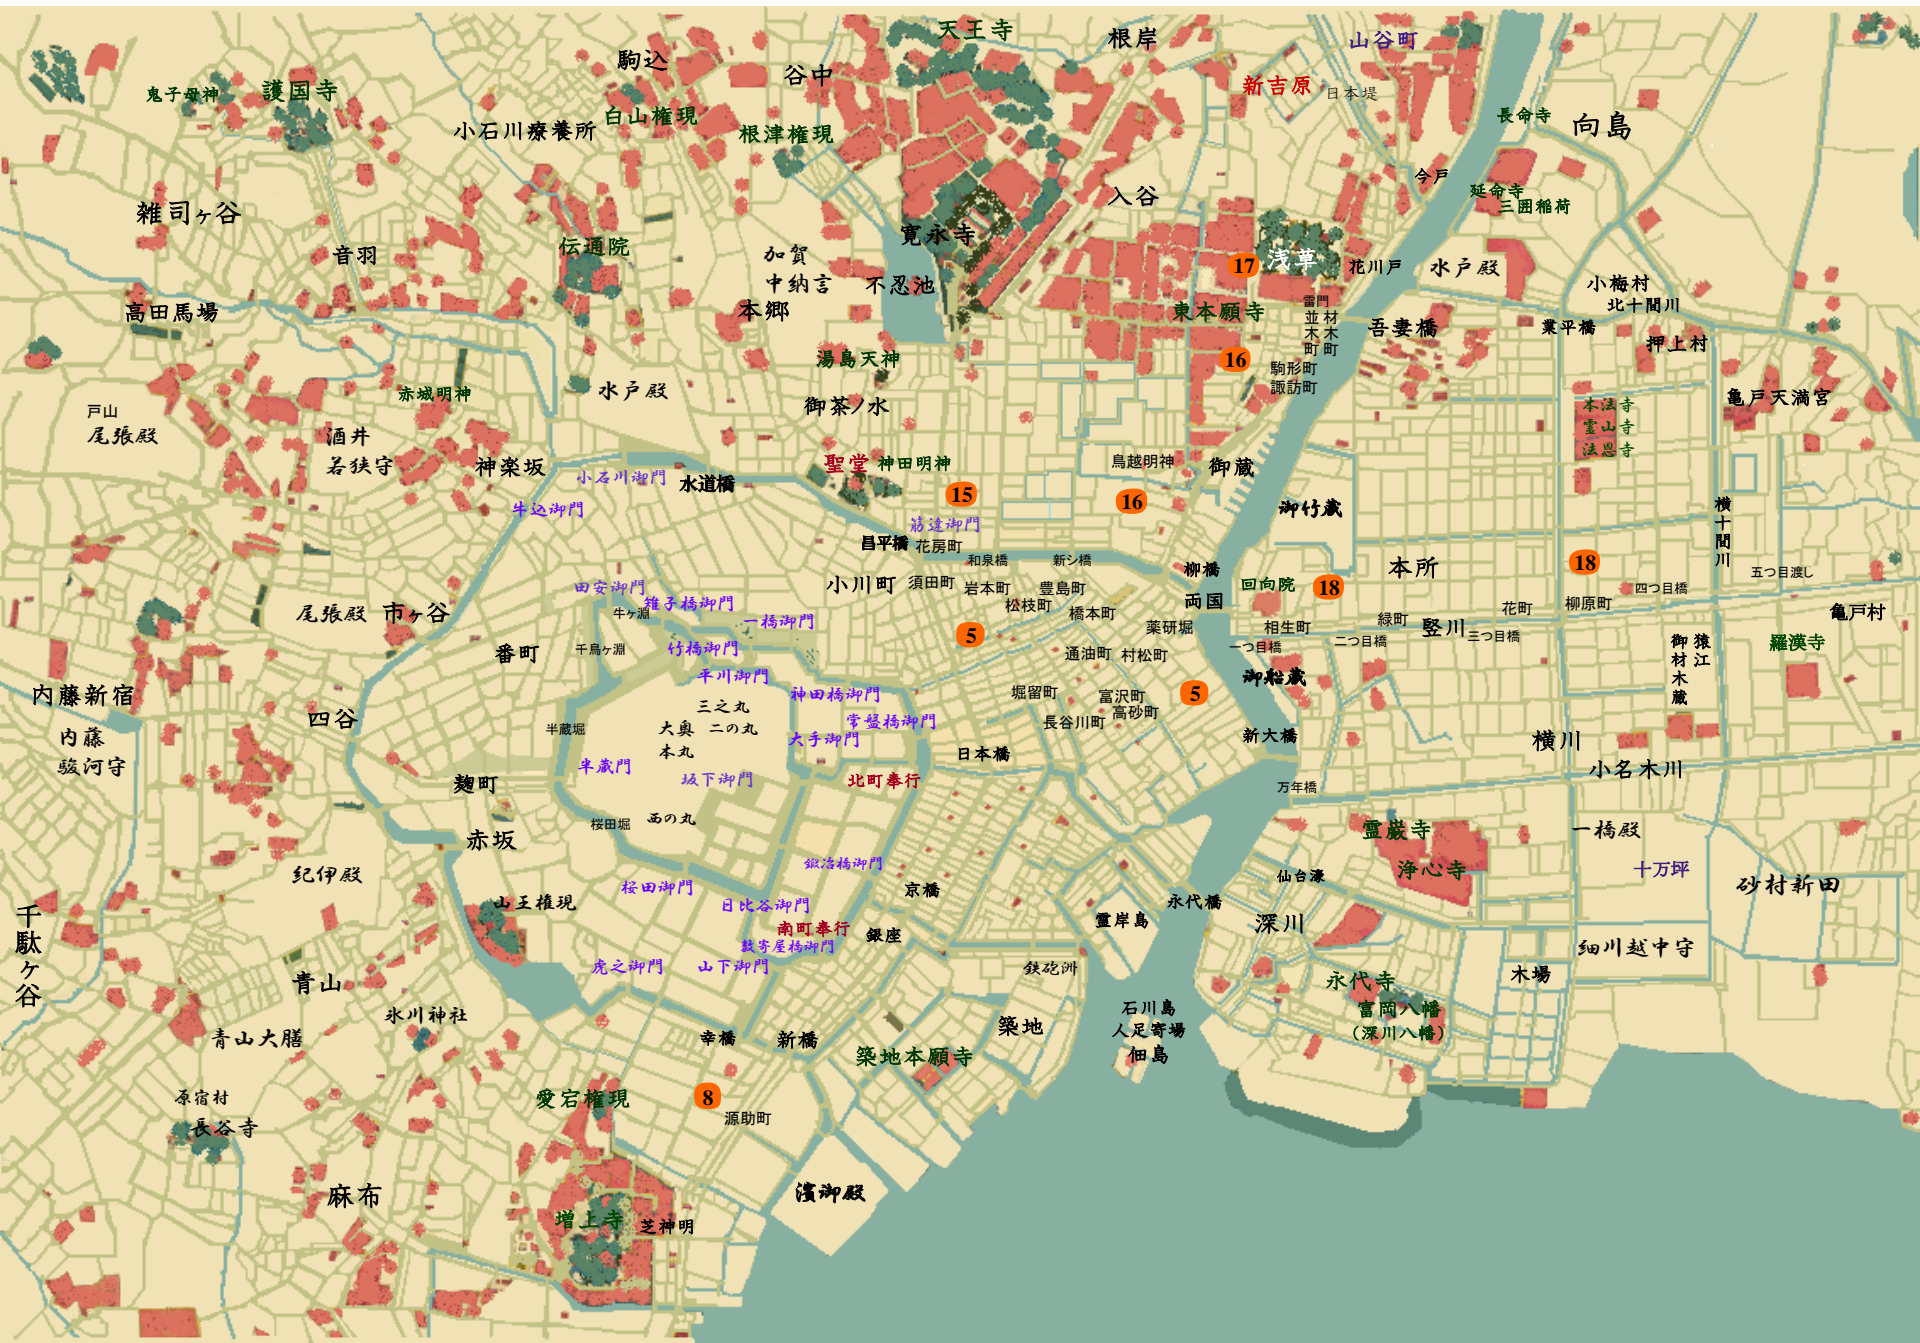 天王寺
根岸
山谷町
駒込
谷中
新吉原
日本堤
鬼子母神
護国寺
白山権現
小石川療養所
根津権現
長命寺
向島
今戸
延命寺
三囲稲荷
入谷
雑司ヶ谷
音羽
伝通院
加賀
中納言
寛永寺
不忍池
17
浅草
花川戸
水戸殿
小梅村
北十間川
高田馬場
本郷
東本願寺
雷門
並木町
材木町
吾妻橋
業平橋
押上村
湯島天神
16
駒形町
諏訪町
赤城明神
水戸殿
御茶ノ水
戸山
尾張殿
酒井
若狭守
本法寺
霊山寺
法恩寺
亀戸天満宮
神楽坂
小石川御門
水道橋
聖堂
神田明神
鳥越明神
御蔵
牛込御門
15
16
御竹蔵
横十間川
筋違御門
昌平橋
花房町
和泉橋
新シ橋
柳橋
本所
18
五つ目渡し
田安御門
雉子橋御門
小川町
須田町
岩本町
豊島町
回向院
18
四つ目橋
尾張殿
市ヶ谷
牛ヶ淵
一橋御門
松枝町
橋本町
両国
柳原町
花町
緑町
亀戸村
番町
千鳥ヶ淵
竹橋御門
5
薬研堀
相生町
竪川
三つ目橋
二つ目橋
一つ目橋
猿江
御材木蔵
羅漢寺
平川御門
通油町
村松町
御船蔵
内藤新宿
四谷
神田橋御門
堀留町
富沢町
5
三之丸
高砂町
長谷川町
常盤橋御門
半蔵堀
大奥
二の丸
本丸
大手御門
新大橋
横川
内藤
駿河守
半蔵門
日本橋
坂下御門
北町奉行
小名木川
麹町
万年橋
桜田堀
西の丸
赤坂
霊巌寺
一橋殿
鍛冶橋御門
浄心寺
十万坪
砂村新田
紀伊殿
桜田御門
京橋
仙台濠
山王権現
日比谷御門
永代橋
霊岸島
深川
千駄ヶ谷
南町奉行
銀座
数寄屋橋御門
細川越中守
虎之御門
山下御門
鉄砲洲
木場
青山
永代寺
富岡八幡
(深川八幡)
氷川神社
石川島
人足寄場
佃島
青山大膳
幸橋
新橋
築地
築地本願寺
原宿村
長谷寺
愛宕権現
8
源助町
麻布
濱御殿
増上寺
芝神明